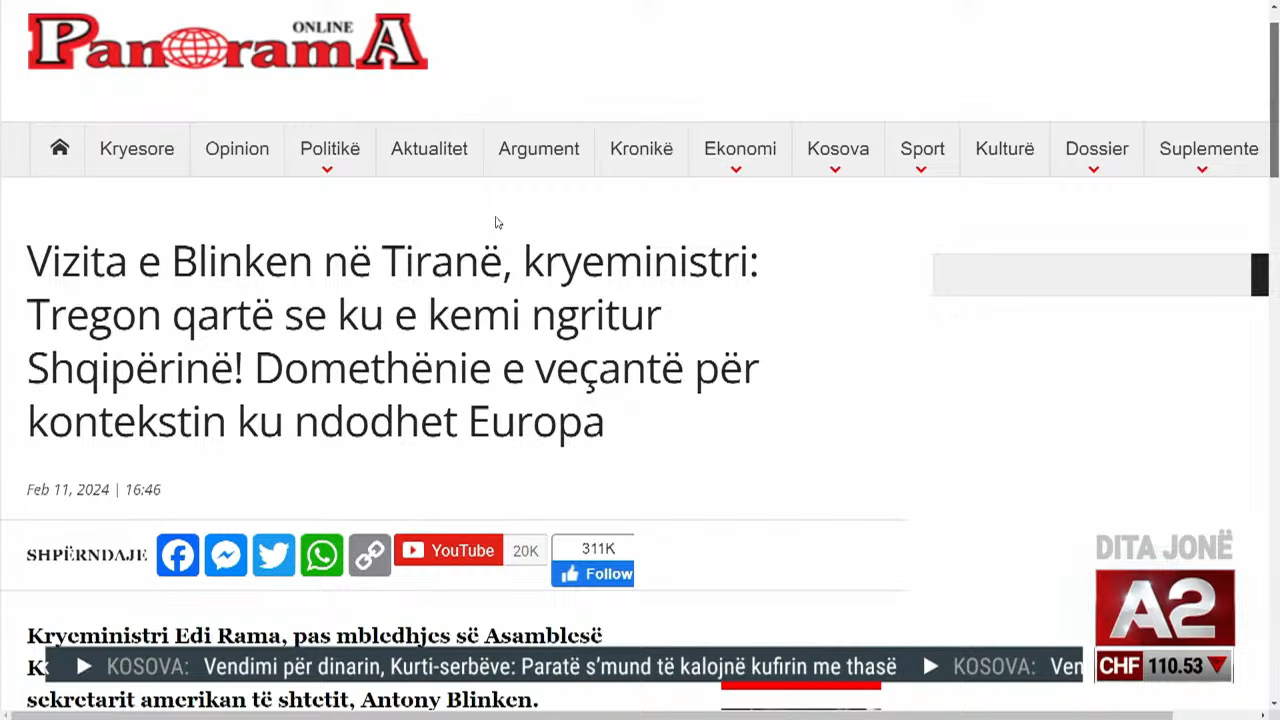 ONLINE
PanoramA
Kryesore Opinion Politikë Aktualitet Argument Kronikë Ekonomi Kosova Sport Kulturë Dossier Suplemente
Vizita e Blinken në Tiranë, kryeministri:
Tregon qartë se ku e kemi ngritur
Shqipërinë! Domethënie e veçantë për
kontekstin ku ndodhet Europa
Feb 11, 2024 | 16:46
SHPËRNDAJE
YouTube 20K
311K
Follow
Kryeministri Edi Rama, pas mbledhjes së Asamblesë
sekretarit amerikan të shtetit, Antony Blinken.
KOSOVA: Vendimi për dinarin, Kurti-serbëve: Paratë s'mund të kalojnë kufirin me thasë KOSOVA: Ven
DITA JONË
A2
CHF 110.53